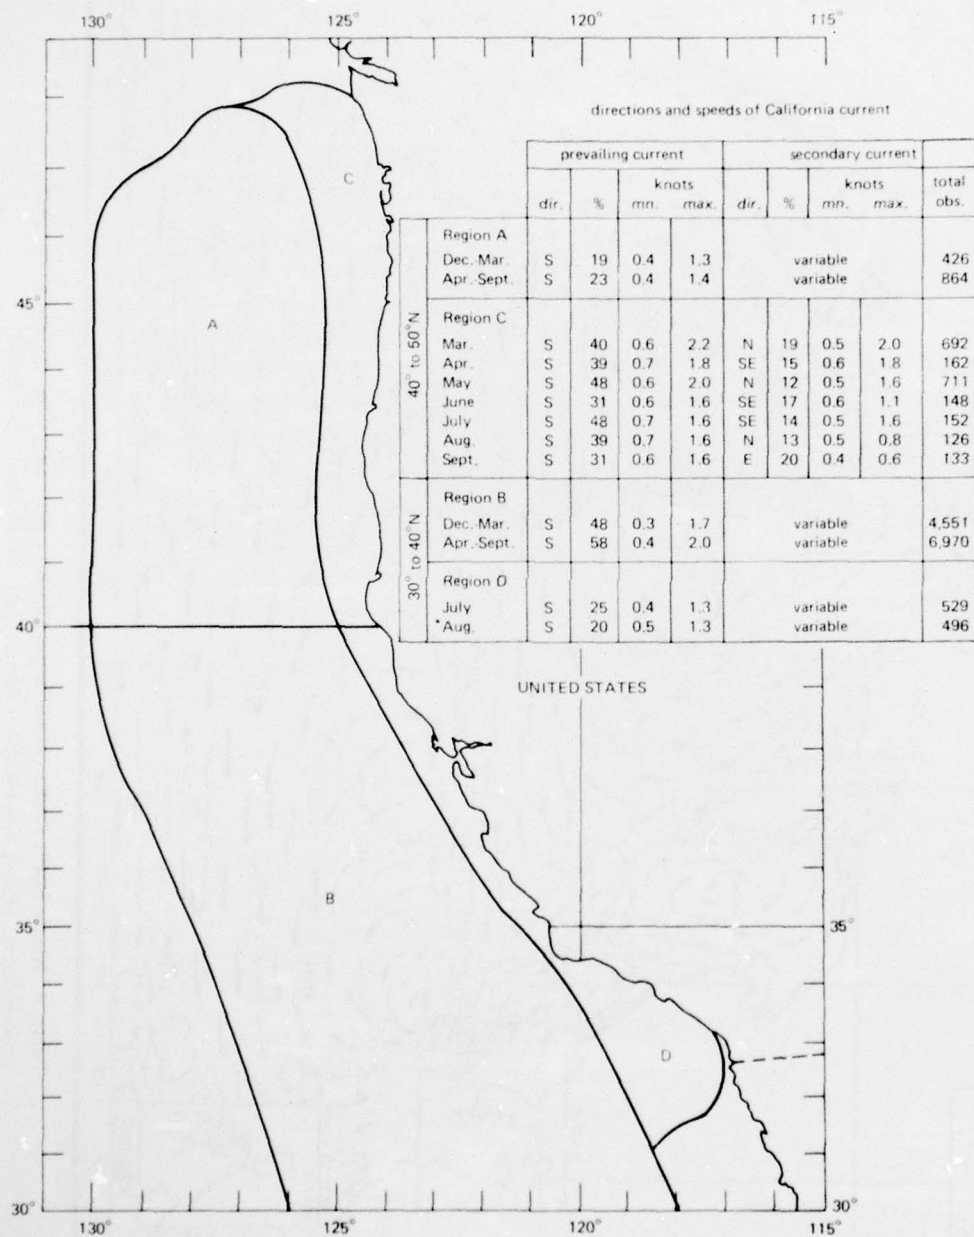 130° 125° 120° 115°
directions and speeds of California current
prevailing current secondary current
knots knots total
dir. % mn. max. dir. % mn. max. obs.
40° to 50°N
Region A
Dec.-Mar. S 19 0.4 1.3 variable 426
Apr.-Sept. S 23 0.4 1.4 variable 864
Region C
Mar. S 40 0.6 2.2 N 19 0.5 2.0 692
Apr. S 39 0.7 1.8 SE 15 0.6 1.8 162
May S 48 0.6 2.0 N 12 0.5 1.6 711
June S 31 0.6 1.6 SE 17 0.6 1.1 148
July S 48 0.7 1.6 SE 14 0.5 1.6 152
Aug. S 39 0.7 1.6 N 13 0.5 0.8 126
Sept. S 31 0.6 1.6 E 20 0.4 0.6 133
30° to 40°N
Region B
Dec.-Mar. S 48 0.3 1.7 variable 4,551
Apr.-Sept. S 58 0.4 2.0 variable 6,970
Region D
July S 25 0.4 1.3 variable 529
*Aug. S 20 0.5 1.3 variable 496
C
45°
A
40°
UNITED STATES
B
35° 35°
D
30° 30°
130° 125° 120° 115°